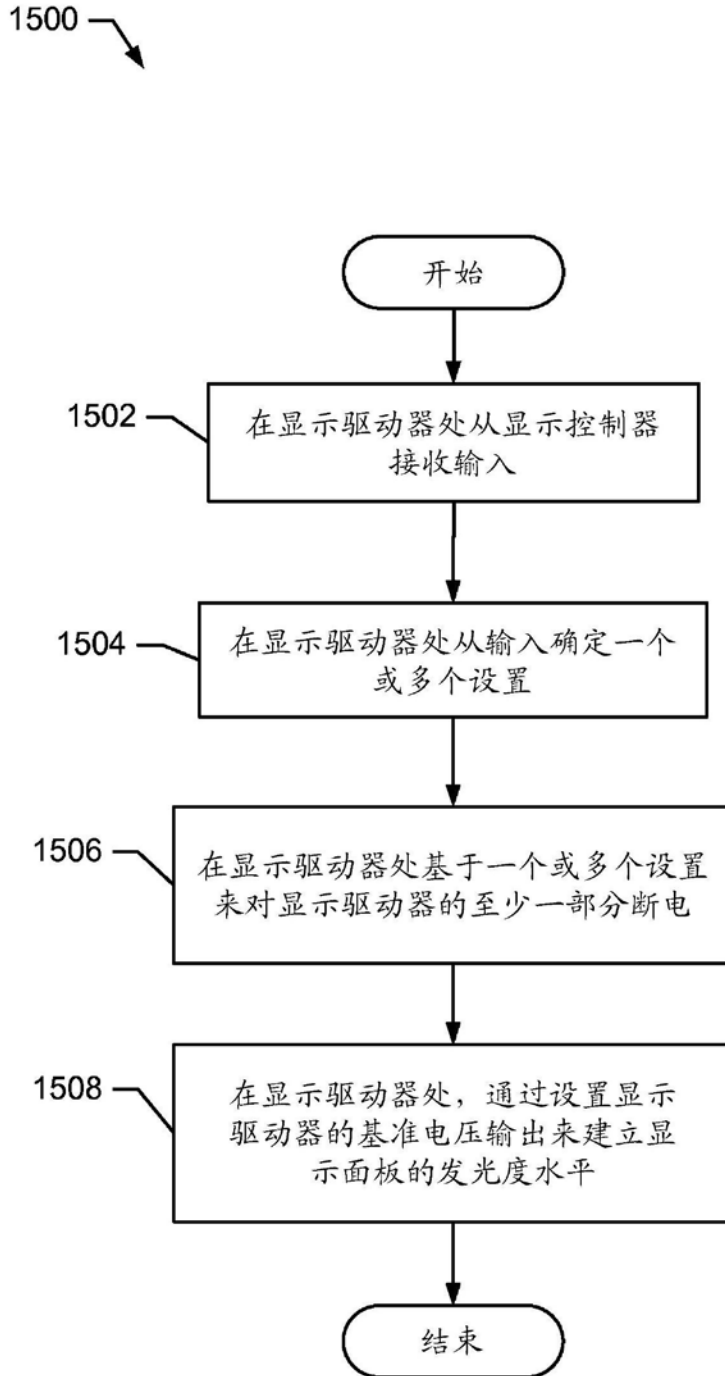 1500
开始
1502
在显示驱动器处从显示控制器
接收输入
1504
在显示驱动器处从输入确定一个
或多个设置
1506
在显示驱动器处基于一个或多个设置
来对显示驱动器的至少一部分断电
1508
在显示驱动器处，通过设置显示
驱动器的基准电压输出来建立显
示面板的发光度水平
结束